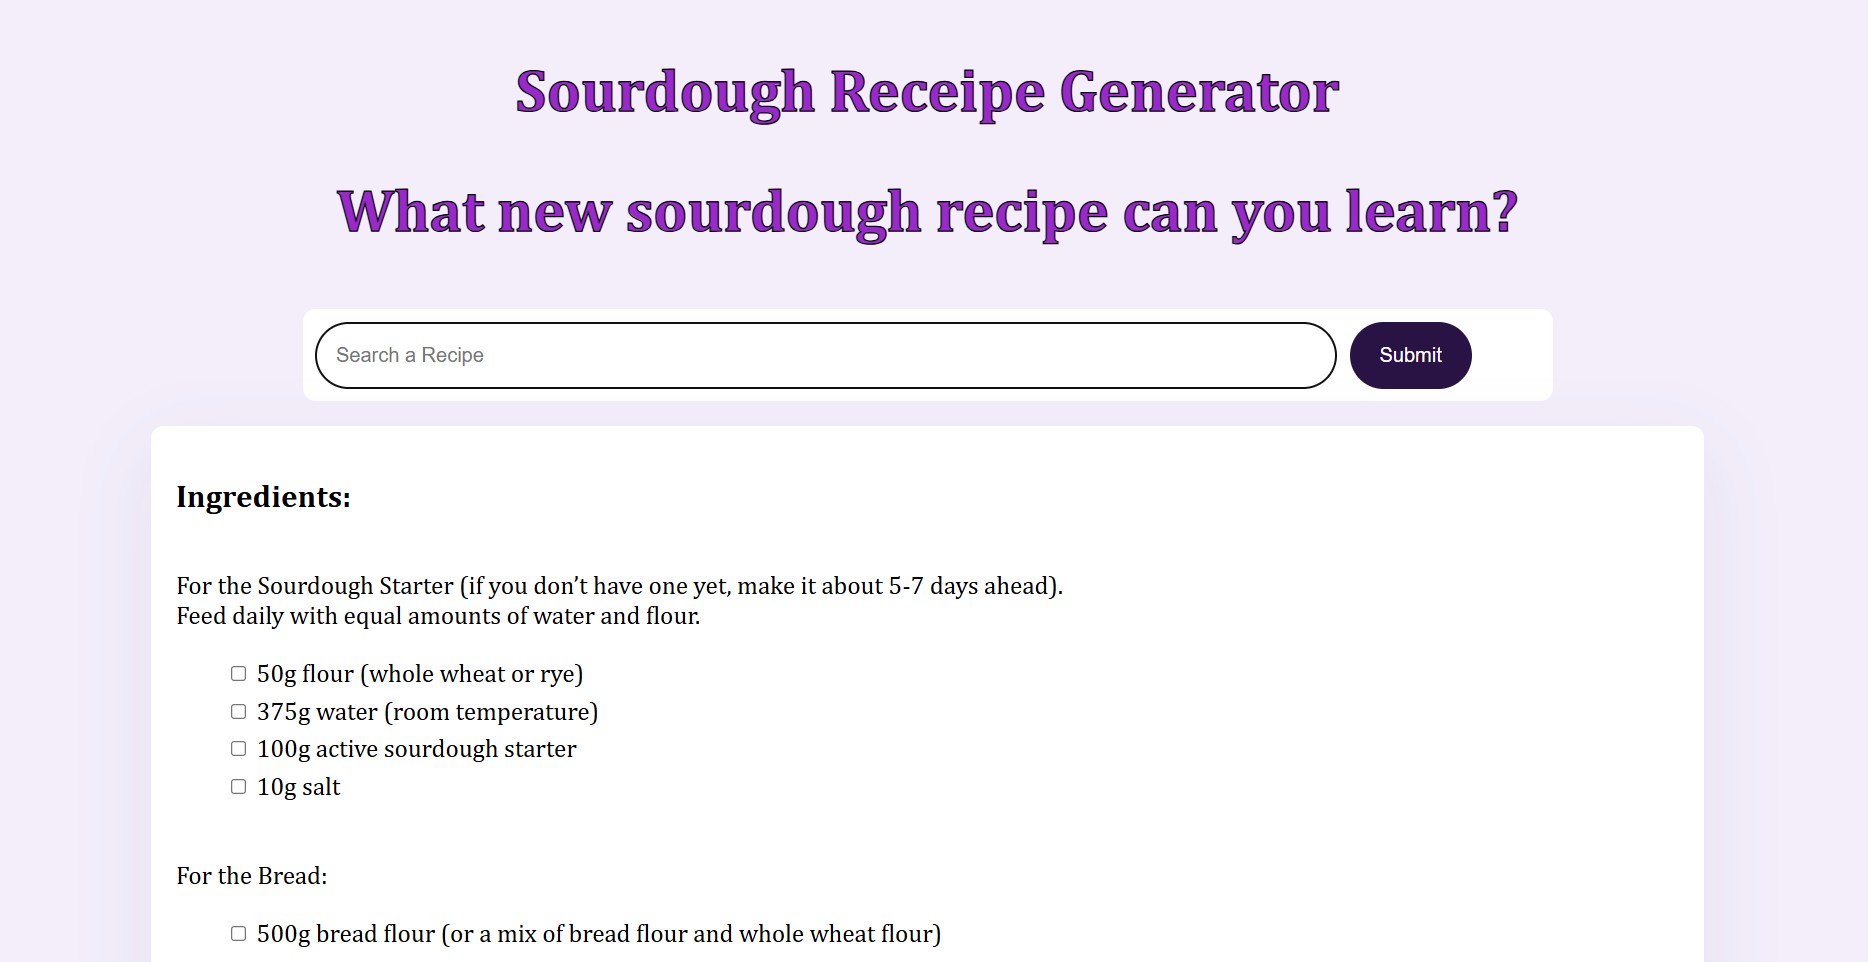 Sourdough Receipe Generator
What new sourdough recipe can you learn?
Search a Recipe
Submit
Ingredients:
For the Sourdough Starter (if you don’t have one yet, make it about 5-7 days ahead).
Feed daily with equal amounts of water and flour.
50g flour (whole wheat or rye)
375g water (room temperature)
100g active sourdough starter
10g salt
For the Bread:
500g bread flour (or a mix of bread flour and whole wheat flour)